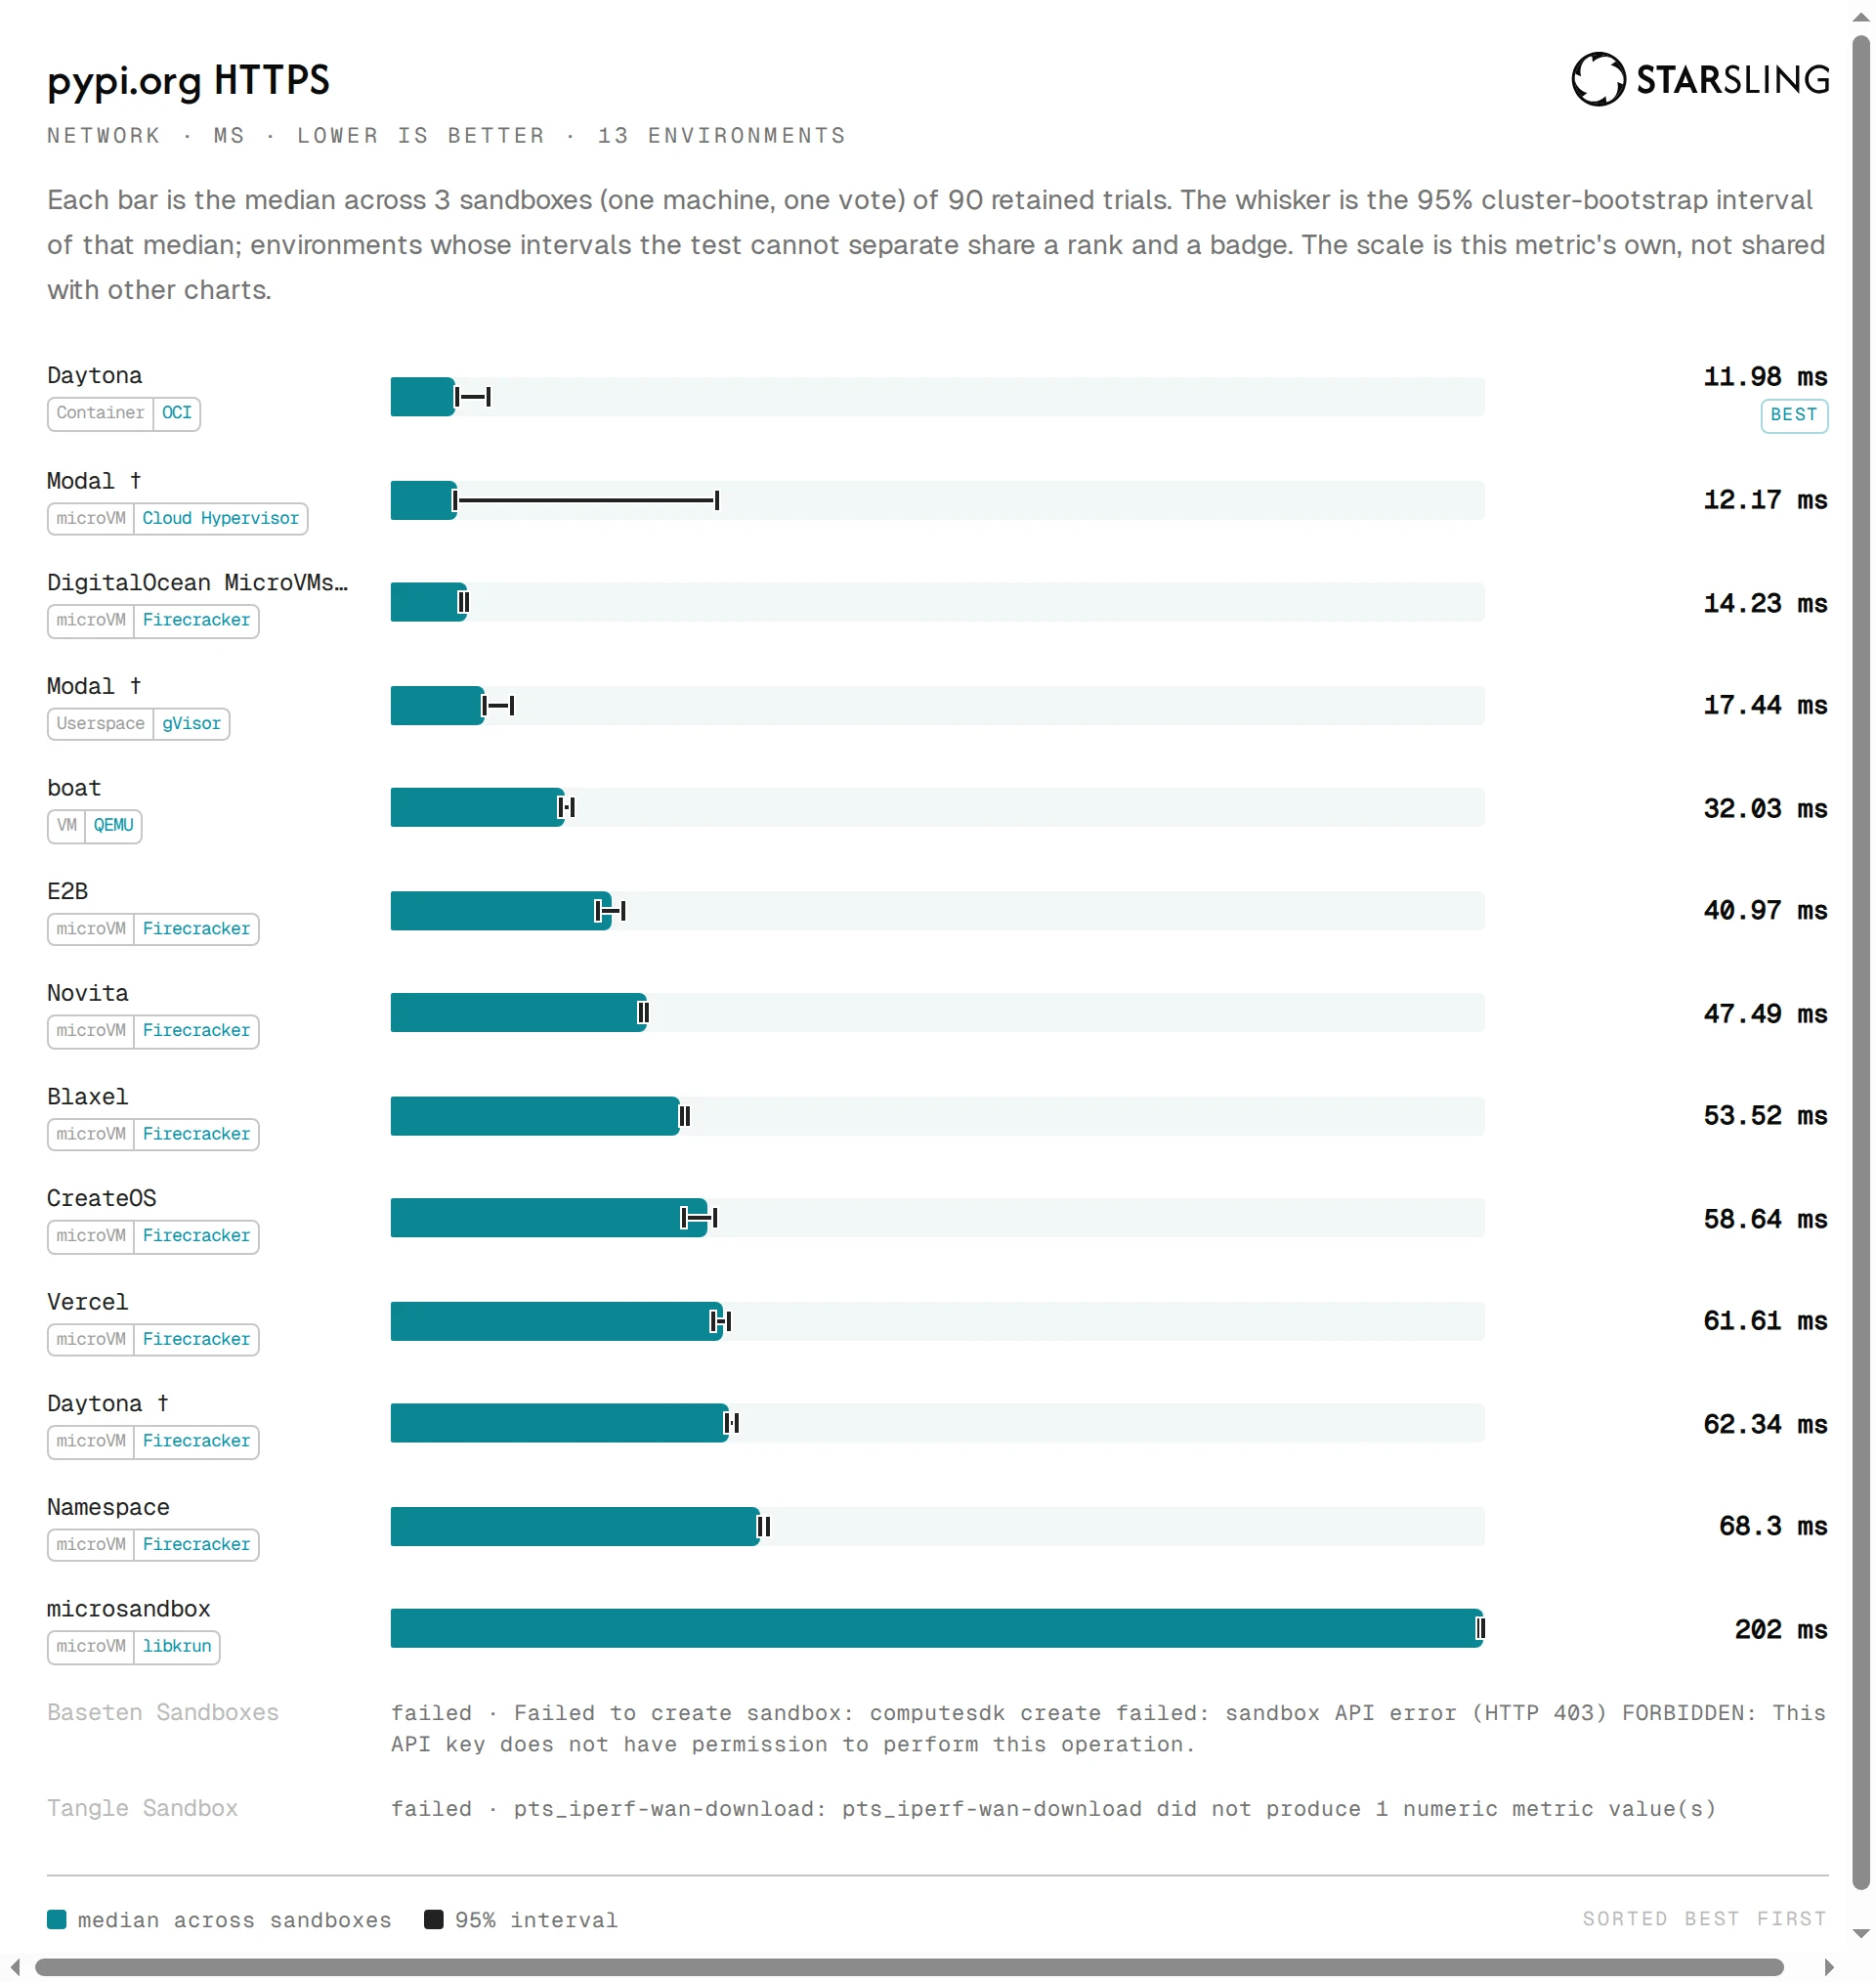 pypi.org HTTPS
STARSLING
NETWORK · MS · LOWER IS BETTER · 13 ENVIRONMENTS
Each bar is the median across 3 sandboxes (one machine, one vote) of 90 retained trials. The whisker is the 95% cluster-bootstrap interval
of that median; environments whose intervals the test cannot separate share a rank and a badge. The scale is this metric's own, not shared
with other charts.
Daytona
Container OCI
11.98 ms
BEST
Modal †
microVM Cloud Hypervisor
12.17 ms
DigitalOcean MicroVMs…
microVM Firecracker
14.23 ms
Modal †
Userspace gVisor
17.44 ms
boat
VM QEMU
32.03 ms
E2B
microVM Firecracker
40.97 ms
Novita
microVM Firecracker
47.49 ms
Blaxel
microVM Firecracker
53.52 ms
CreateOS
microVM Firecracker
58.64 ms
Vercel
microVM Firecracker
61.61 ms
Daytona †
microVM Firecracker
62.34 ms
Namespace
microVM Firecracker
68.3 ms
microsandbox
microVM libkrun
202 ms
Baseten Sandboxes
failed · Failed to create sandbox: computesdk create failed: sandbox API error (HTTP 403) FORBIDDEN: This
API key does not have permission to perform this operation.
Tangle Sandbox
failed · pts_iperf-wan-download: pts_iperf-wan-download did not produce 1 numeric metric value(s)
median across sandboxes
95% interval
SORTED BEST FIRST